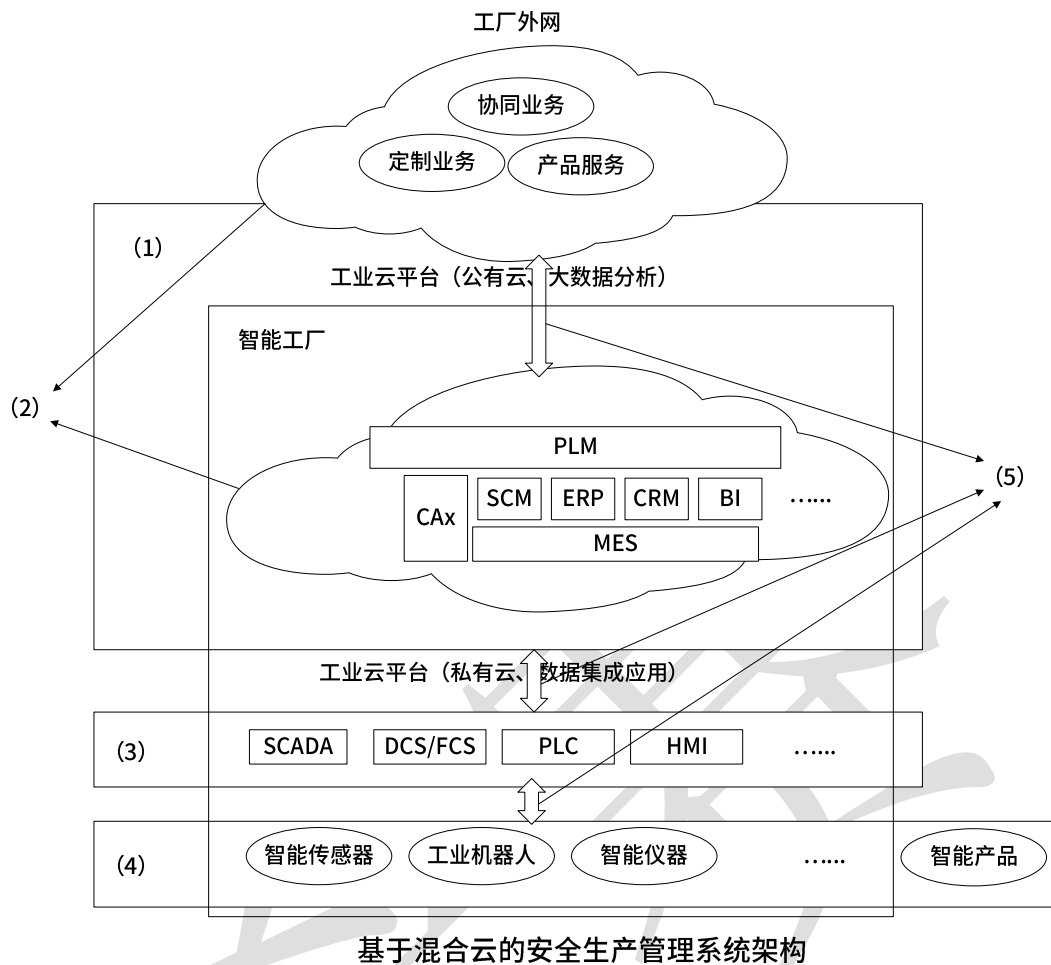 工厂外网
协同业务
定制业务
产品服务
（1）
工业云平台（公有云、大数据分析）
智能工厂
（2）
PLM
（5）
CAx
SCM
ERP
CRM
BI
……
MES
工业云平台（私有云、数据集成应用）
（3）
SCADA
DCS/FCS
PLC
HMI
……
（4）
智能传感器
工业机器人
智能仪器
……
智能产品
基于混合云的安全生产管理系统架构